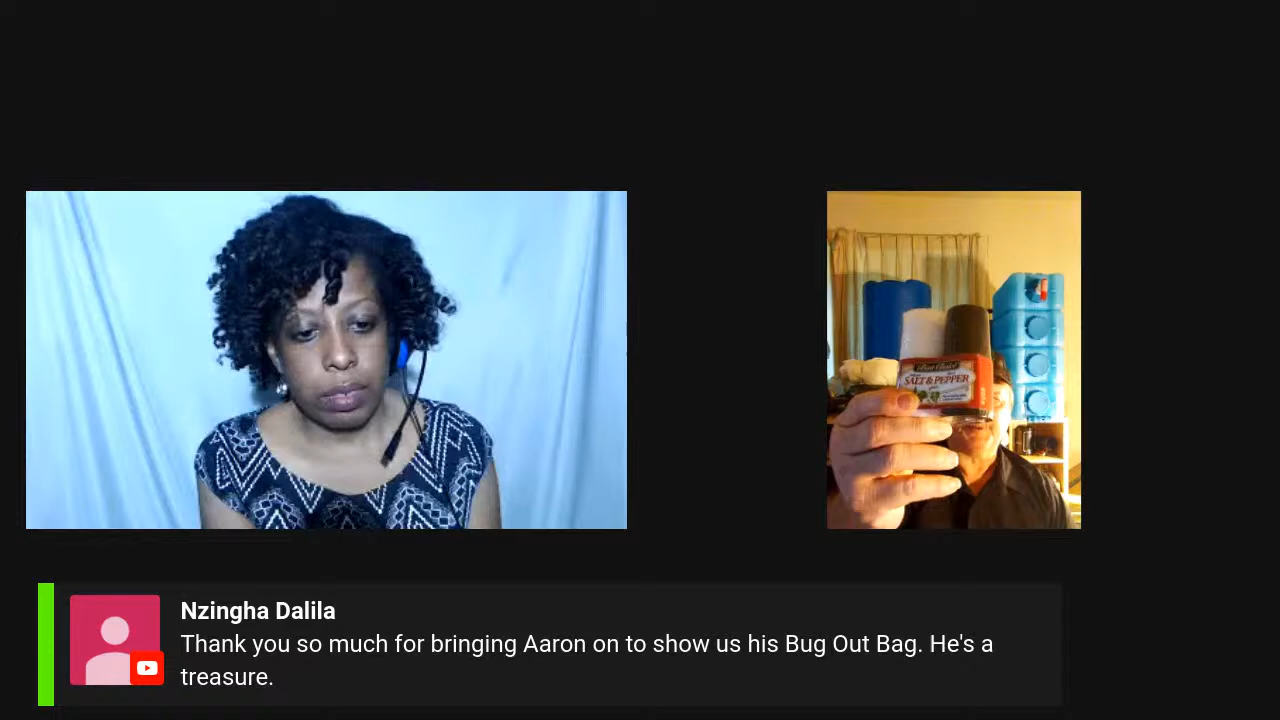 SALT & PEPPER
Nzingha Dalila
Thank you so much for bringing Aaron on to show us his Bug Out Bag. He's a
treasure.